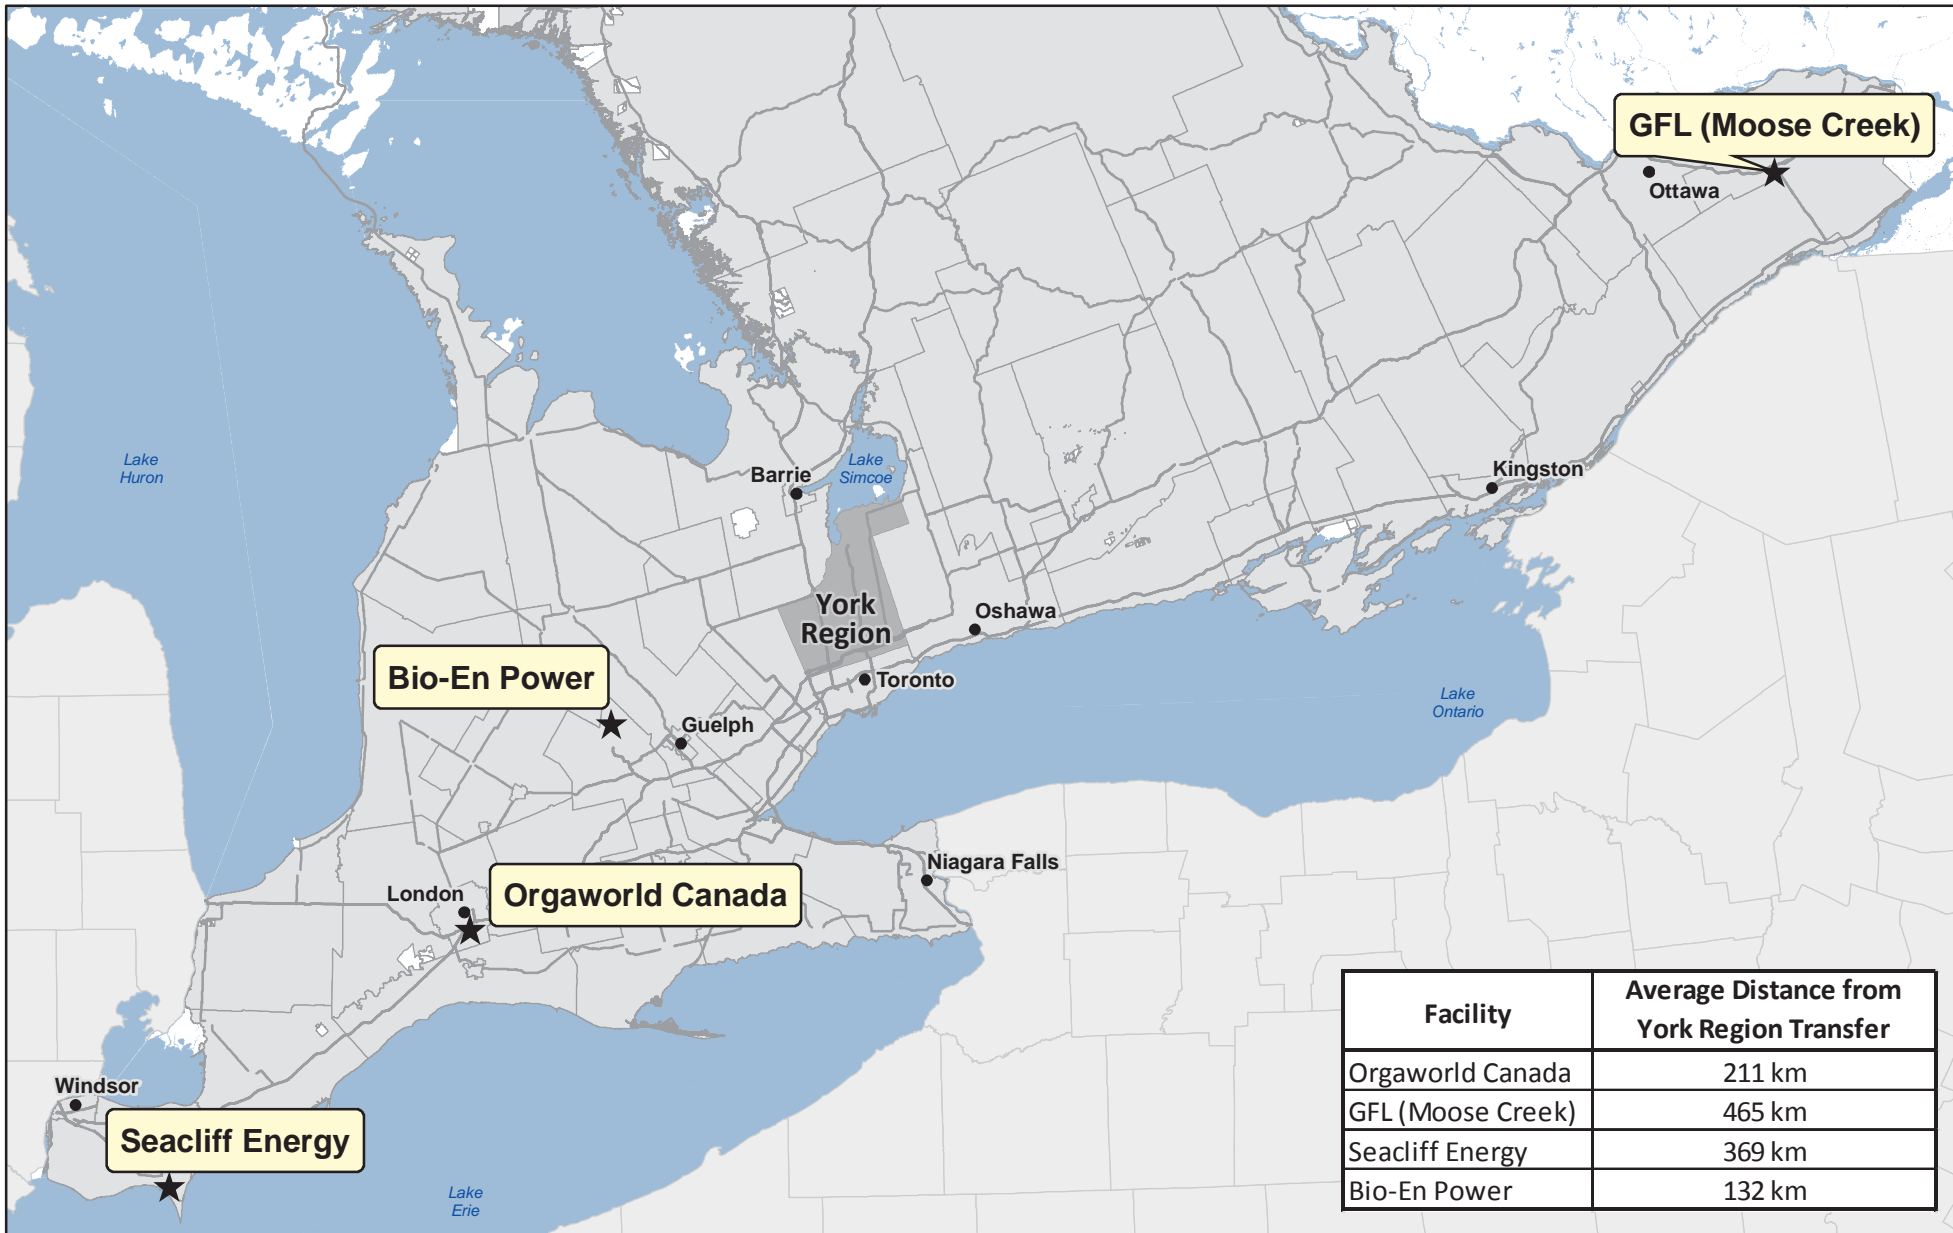 GFL (Moose Creek)
Ottawa
Lake
Huron
Barrie
Lake
Simcoe
Kingston
York
Region
Oshawa
Bio-En Power
Toronto
Lake
Ontario
Guelph
Niagara Falls
London
Orgaworld Canada
Windsor
Seacliff Energy
Lake
Erie
Facility
Average Distance from
York Region Transfer
Orgaworld Canada 211 km
GFL (Moose Creek) 465 km
Seacliff Energy 369 km
Bio-En Power 132 km